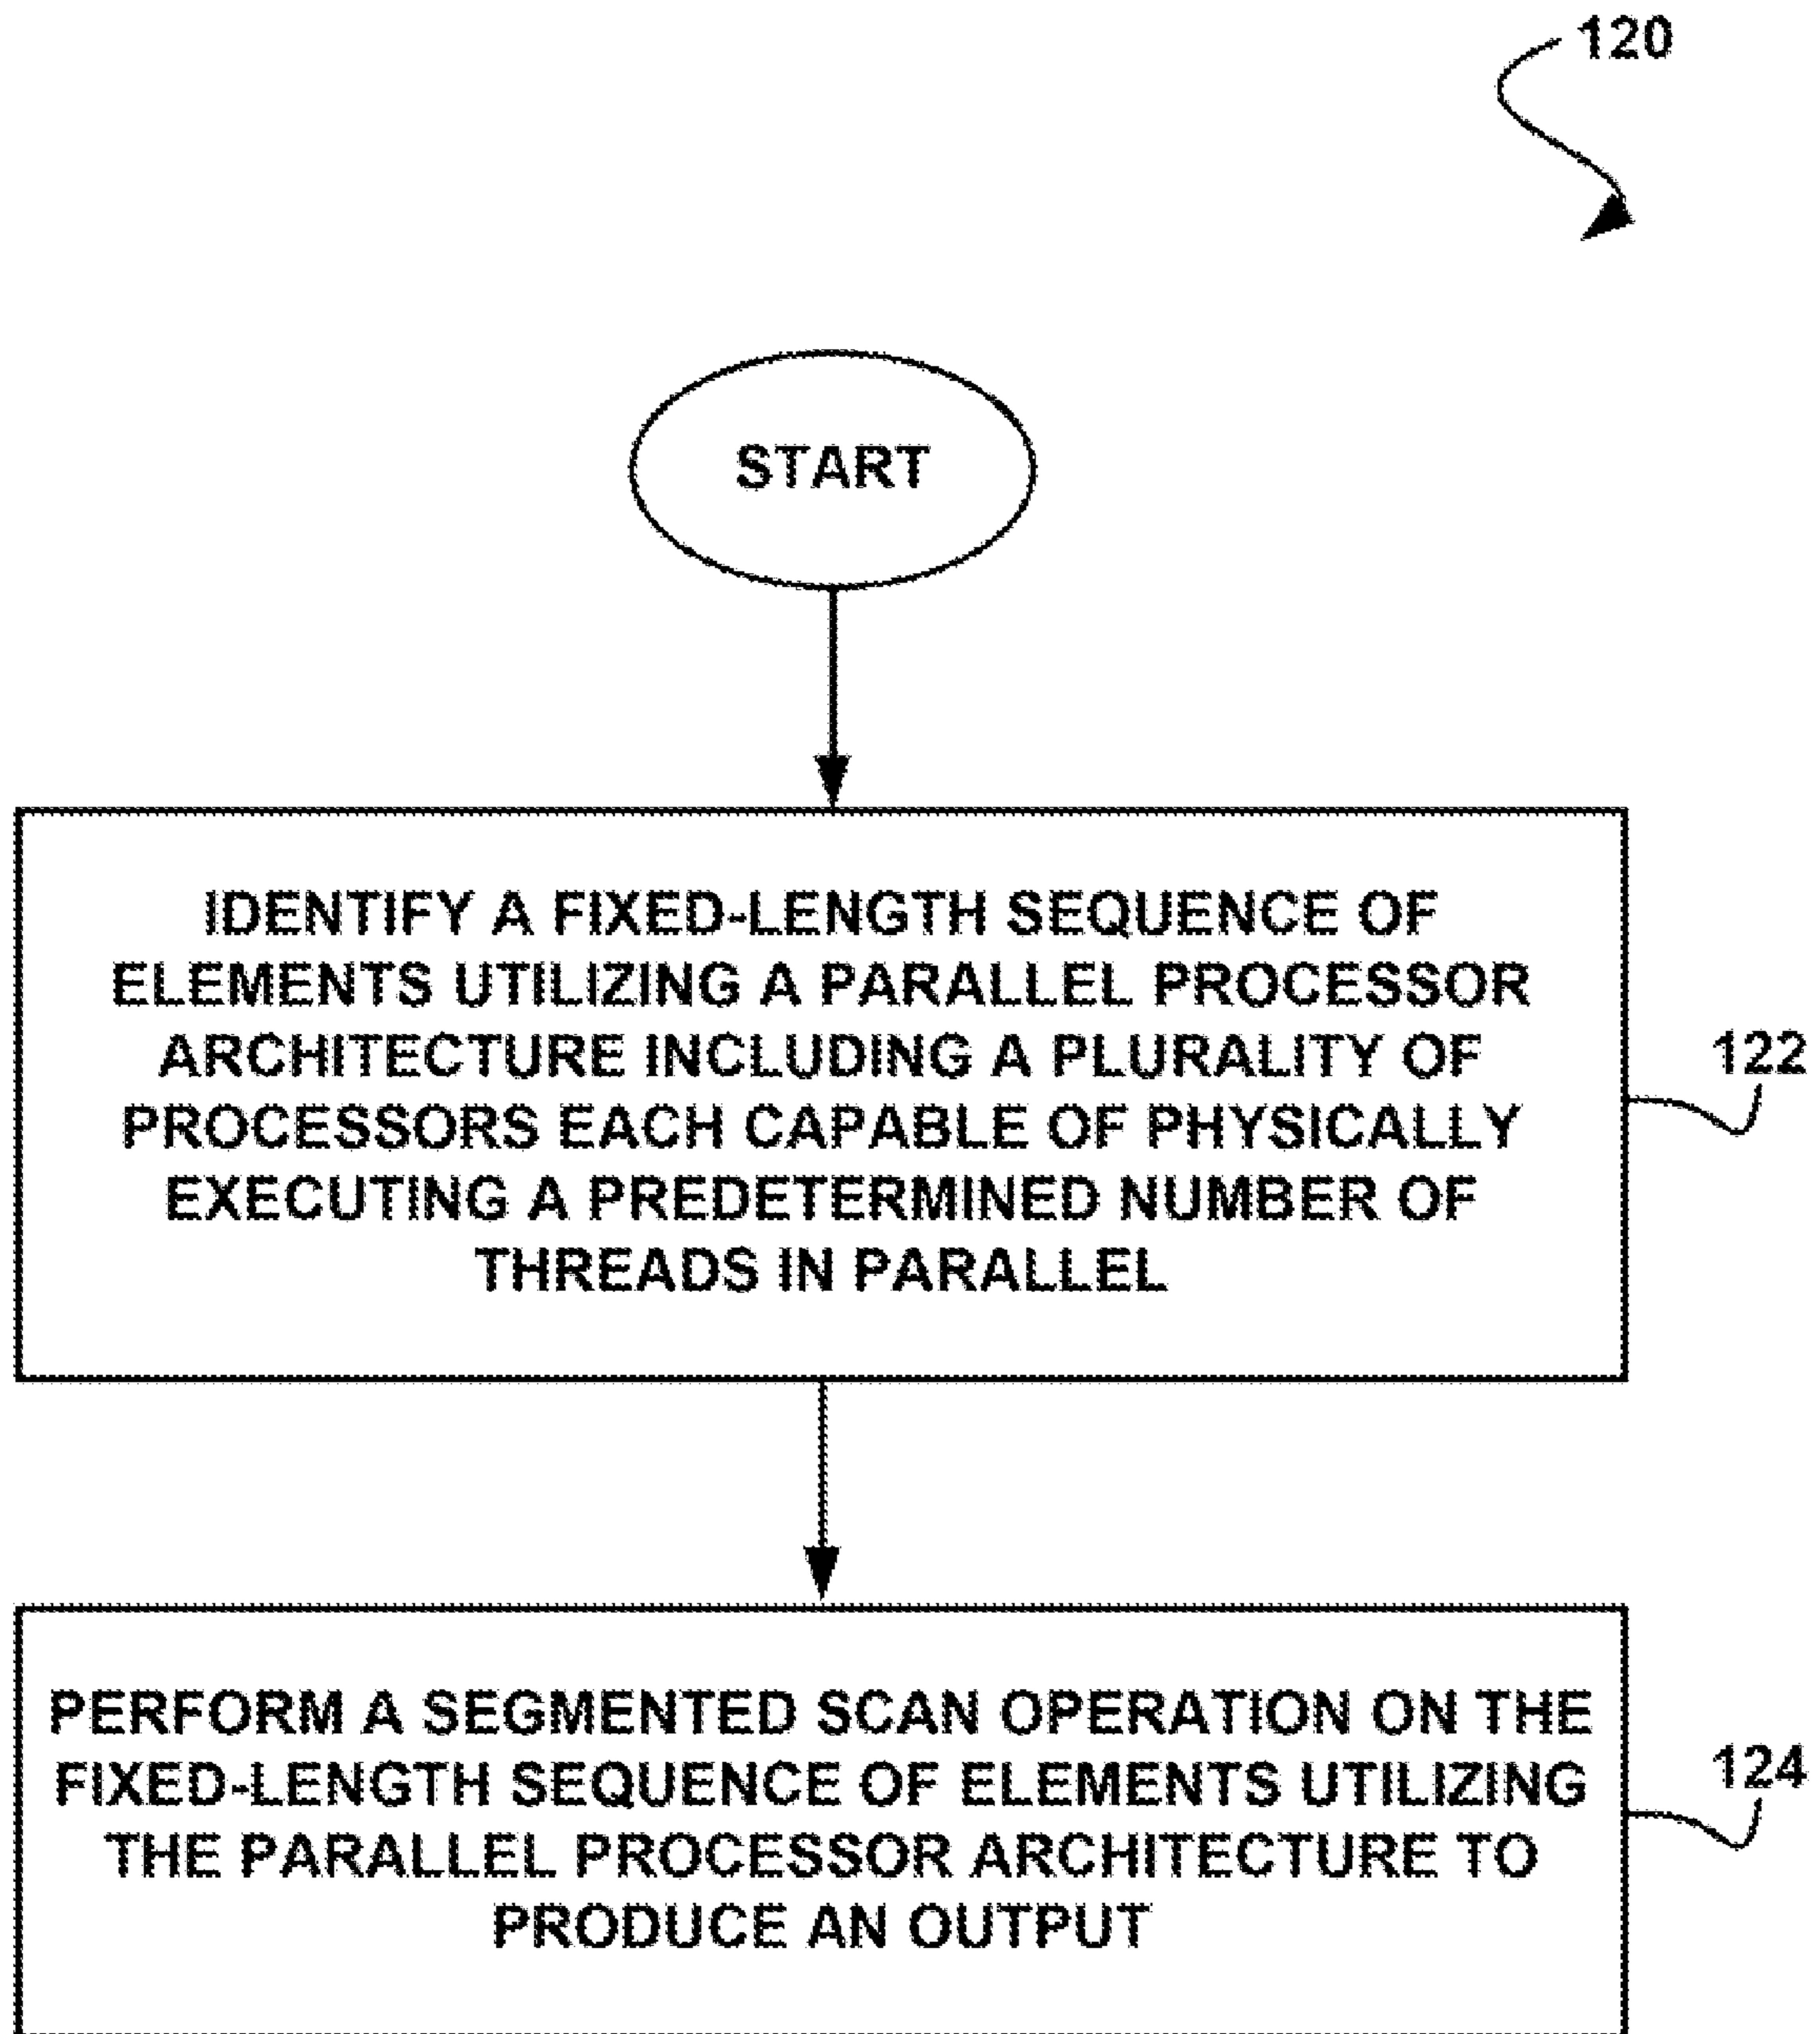 120
START
IDENTIFY A FIXED-LENGTH SEQUENCE OF
ELEMENTS UTILIZING A PARALLEL PROCESSOR
ARCHITECTURE INCLUDING A PLURALITY OF
PROCESSORS EACH CAPABLE OF PHYSICALLY
EXECUTING A PREDETERMINED NUMBER OF
THREADS IN PARALLEL
122
PERFORM A SEGMENTED SCAN OPERATION ON THE
FIXED-LENGTH SEQUENCE OF ELEMENTS UTILIZING
THE PARALLEL PROCESSOR ARCHITECTURE TO
PRODUCE AN OUTPUT
124